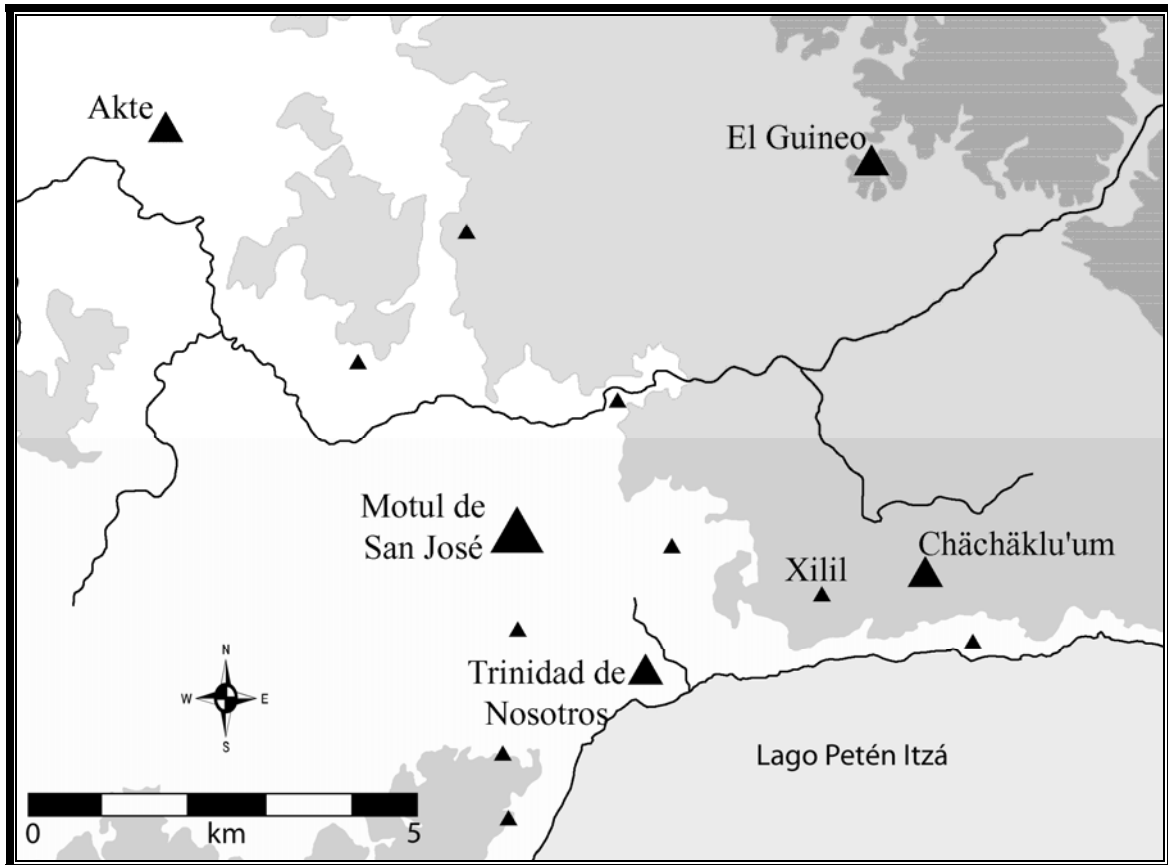 Akte
El Guineo
Motul de
San José
Chächäklu'um
Xilil
Trinidad de
Nosotros
N
W E
S
Lago Petén Itzá
0 km 5